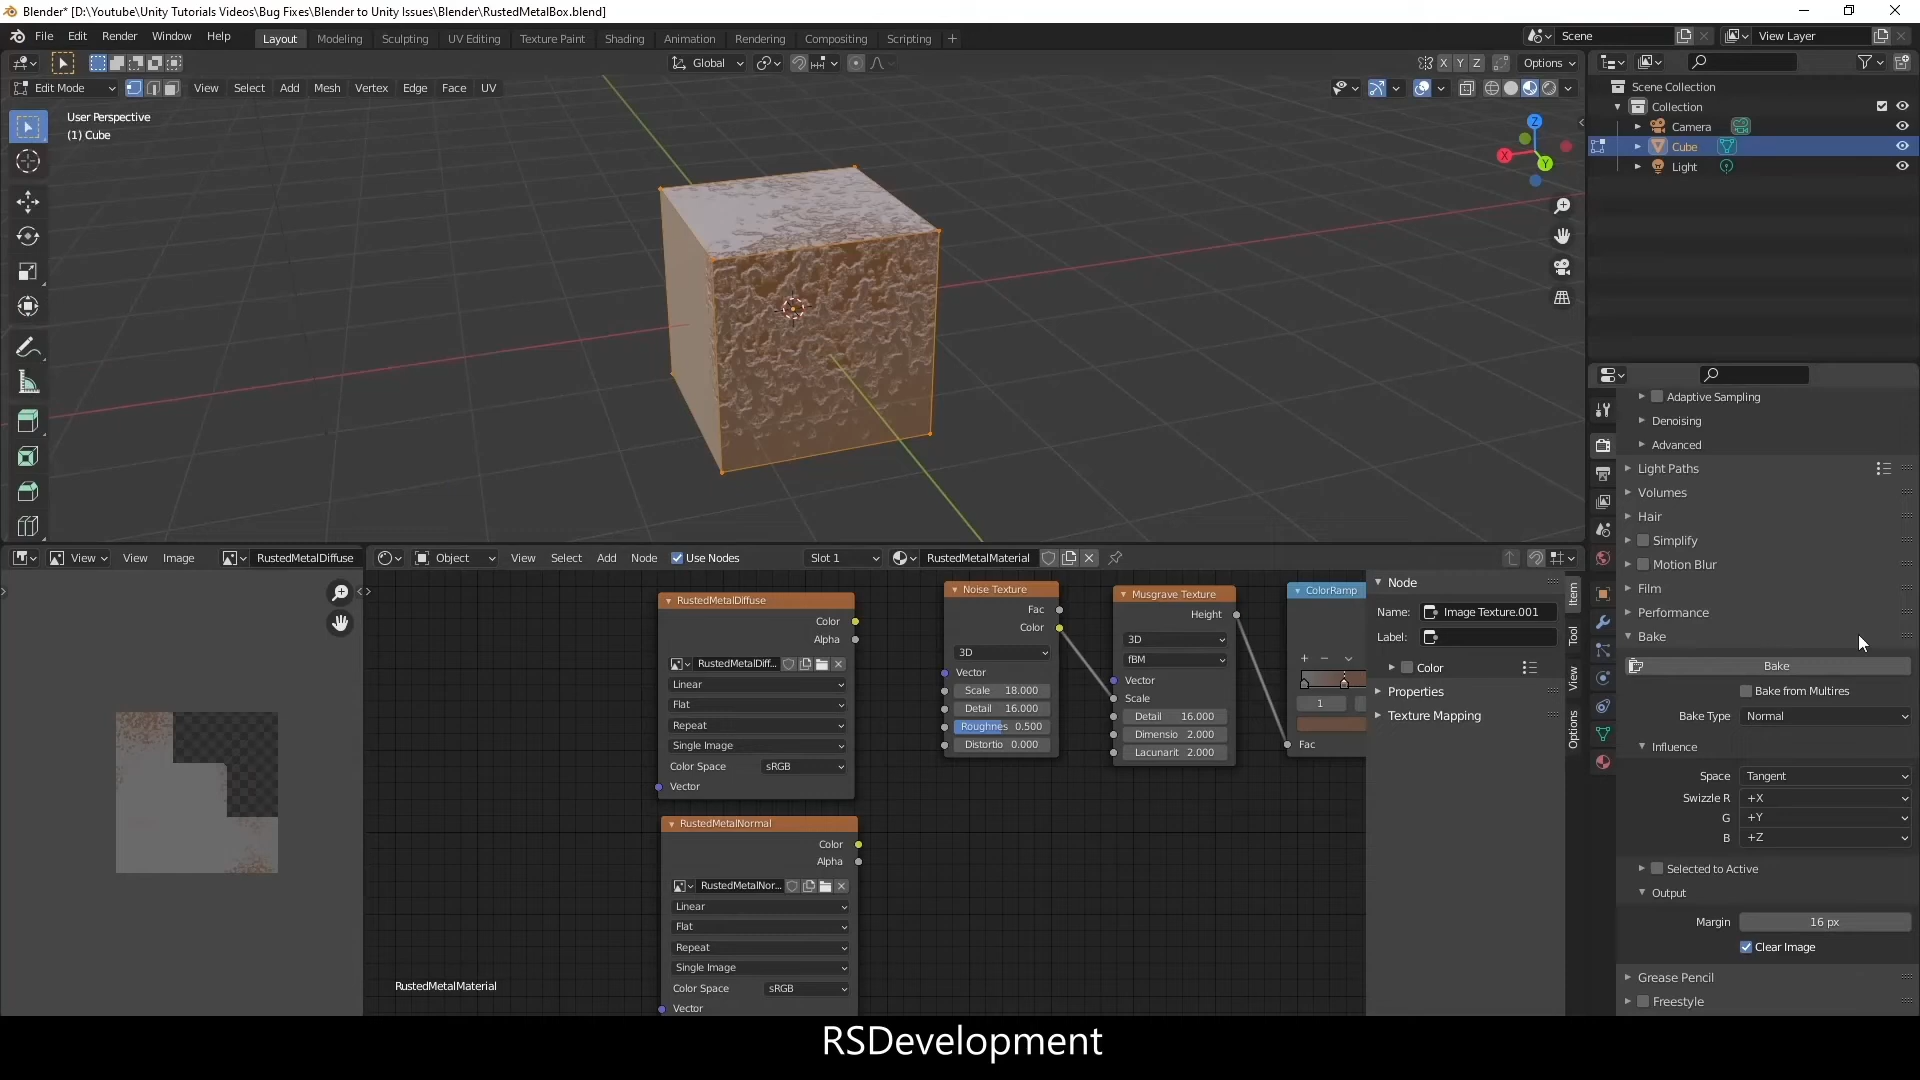 Blender* [D:\Youtube\Unity Tutorials Videos\Bug Fixes\Blender to Unity Issues\Blender\RustedMetalBox.blend]
File Edit Render Window Help Layout Modeling Sculpting UV Editing Texture Paint Shading Animation Rendering Compositing Scripting + Scene View Layer
Global X Y Z Options
Edit Mode View Select Add Mesh Vertex Edge Face UV
User Perspective
(1) Cube
Z
X
Y
Scene Collection
Collection
Camera
Cube
Light
Adaptive Sampling
Denoising
Advanced
Light Paths
Volumes
Hair
Simplify
Motion Blur
Film
Performance
Bake
Bake
Bake from Multires
Bake Type Normal
Influence
Space Tangent
Swizzle R +X
G +Y
B +Z
Selected to Active
Output
Margin 16 px
Clear Image
Grease Pencil
Freestyle
View View Image RustedMetalDiffuse
Object View Select Add Node Use Nodes Slot 1 RustedMetalMaterial
RustedMetalDiffuse
Color
Alpha
RustedMetalDiff...
Linear
Flat
Repeat
Single Image
Color Space sRGB
Vector
RustedMetalNormal
Color
Alpha
RustedMetalNor...
Linear
Flat
Repeat
Single Image
Color Space sRGB
Vector
Noise Texture
Fac
Color
3D
Vector
Scale 18.000
Detail 16.000
Roughnes 0.500
Distortio 0.000
Musgrave Texture
Height
3D
fBM
Vector
Scale
Detail 16.000
Dimensio 2.000
Lacunarit 2.000
ColorRamp
1
Fac
Node
Name: Image Texture.001
Label:
Color
Properties
Texture Mapping
Item
Tool
View
Options
RustedMetalMaterial
RSDevelopment